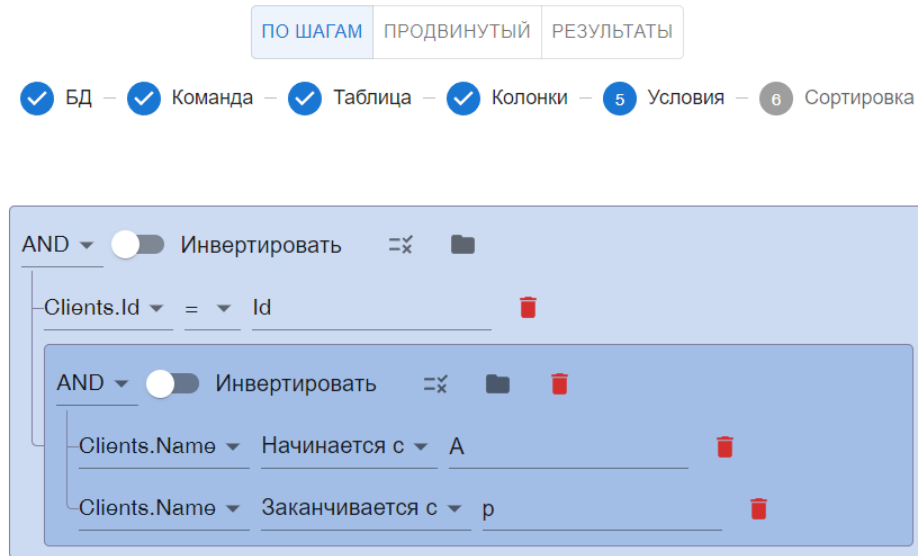 ПО ШАГАМ ПРОДВИНУТЫЙ РЕЗУЛЬТАТЫ
БД Команда Таблица Колонки 5 Условия 6 Сортировка
AND Инвертировать
Clients.Id = Id
AND Инвертировать
Clients.Name Начинается с А
Clients.Name Заканчивается с р